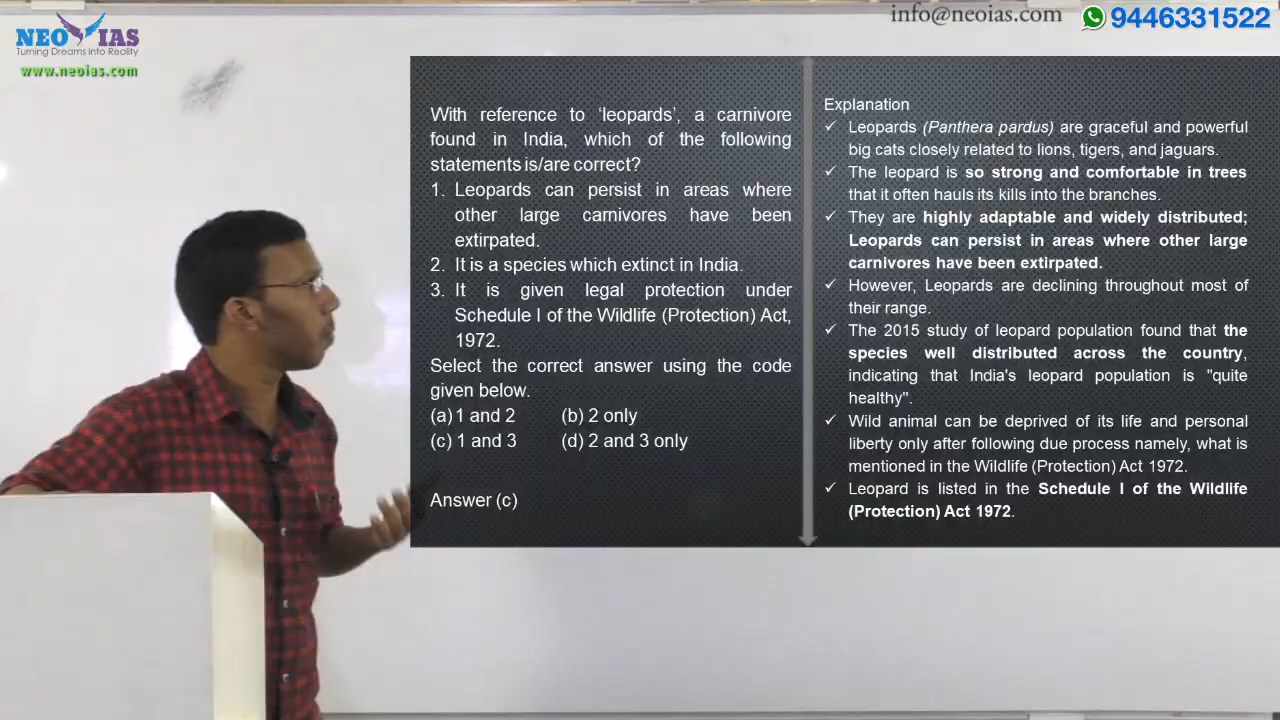 NEO IAS
Turning Dreams into Reality
www.neoias.com
info@neoias.com
9446331522
With reference to ‘leopards’, a carnivore
found in India, which of the following
statements is/are correct?
1. Leopards can persist in areas where
other large carnivores have been
extirpated.
2. It is a species which extinct in India.
3. It is given legal protection under
Schedule I of the Wildlife (Protection) Act,
1972.
Select the correct answer using the code
given below.
(a) 1 and 2 (b) 2 only
(c) 1 and 3 (d) 2 and 3 only
Answer (c)
Explanation
✓ Leopards (Panthera pardus) are graceful and powerful
big cats closely related to lions, tigers, and jaguars.
✓ The leopard is so strong and comfortable in trees
that it often hauls its kills into the branches.
✓ They are highly adaptable and widely distributed;
Leopards can persist in areas where other large
carnivores have been extirpated.
✓ However, Leopards are declining throughout most of
their range.
✓ The 2015 study of leopard population found that the
species well distributed across the country,
indicating that India's leopard population is "quite
healthy".
✓ Wild animal can be deprived of its life and personal
liberty only after following due process namely, what is
mentioned in the Wildlife (Protection) Act 1972.
✓ Leopard is listed in the Schedule I of the Wildlife
(Protection) Act 1972.